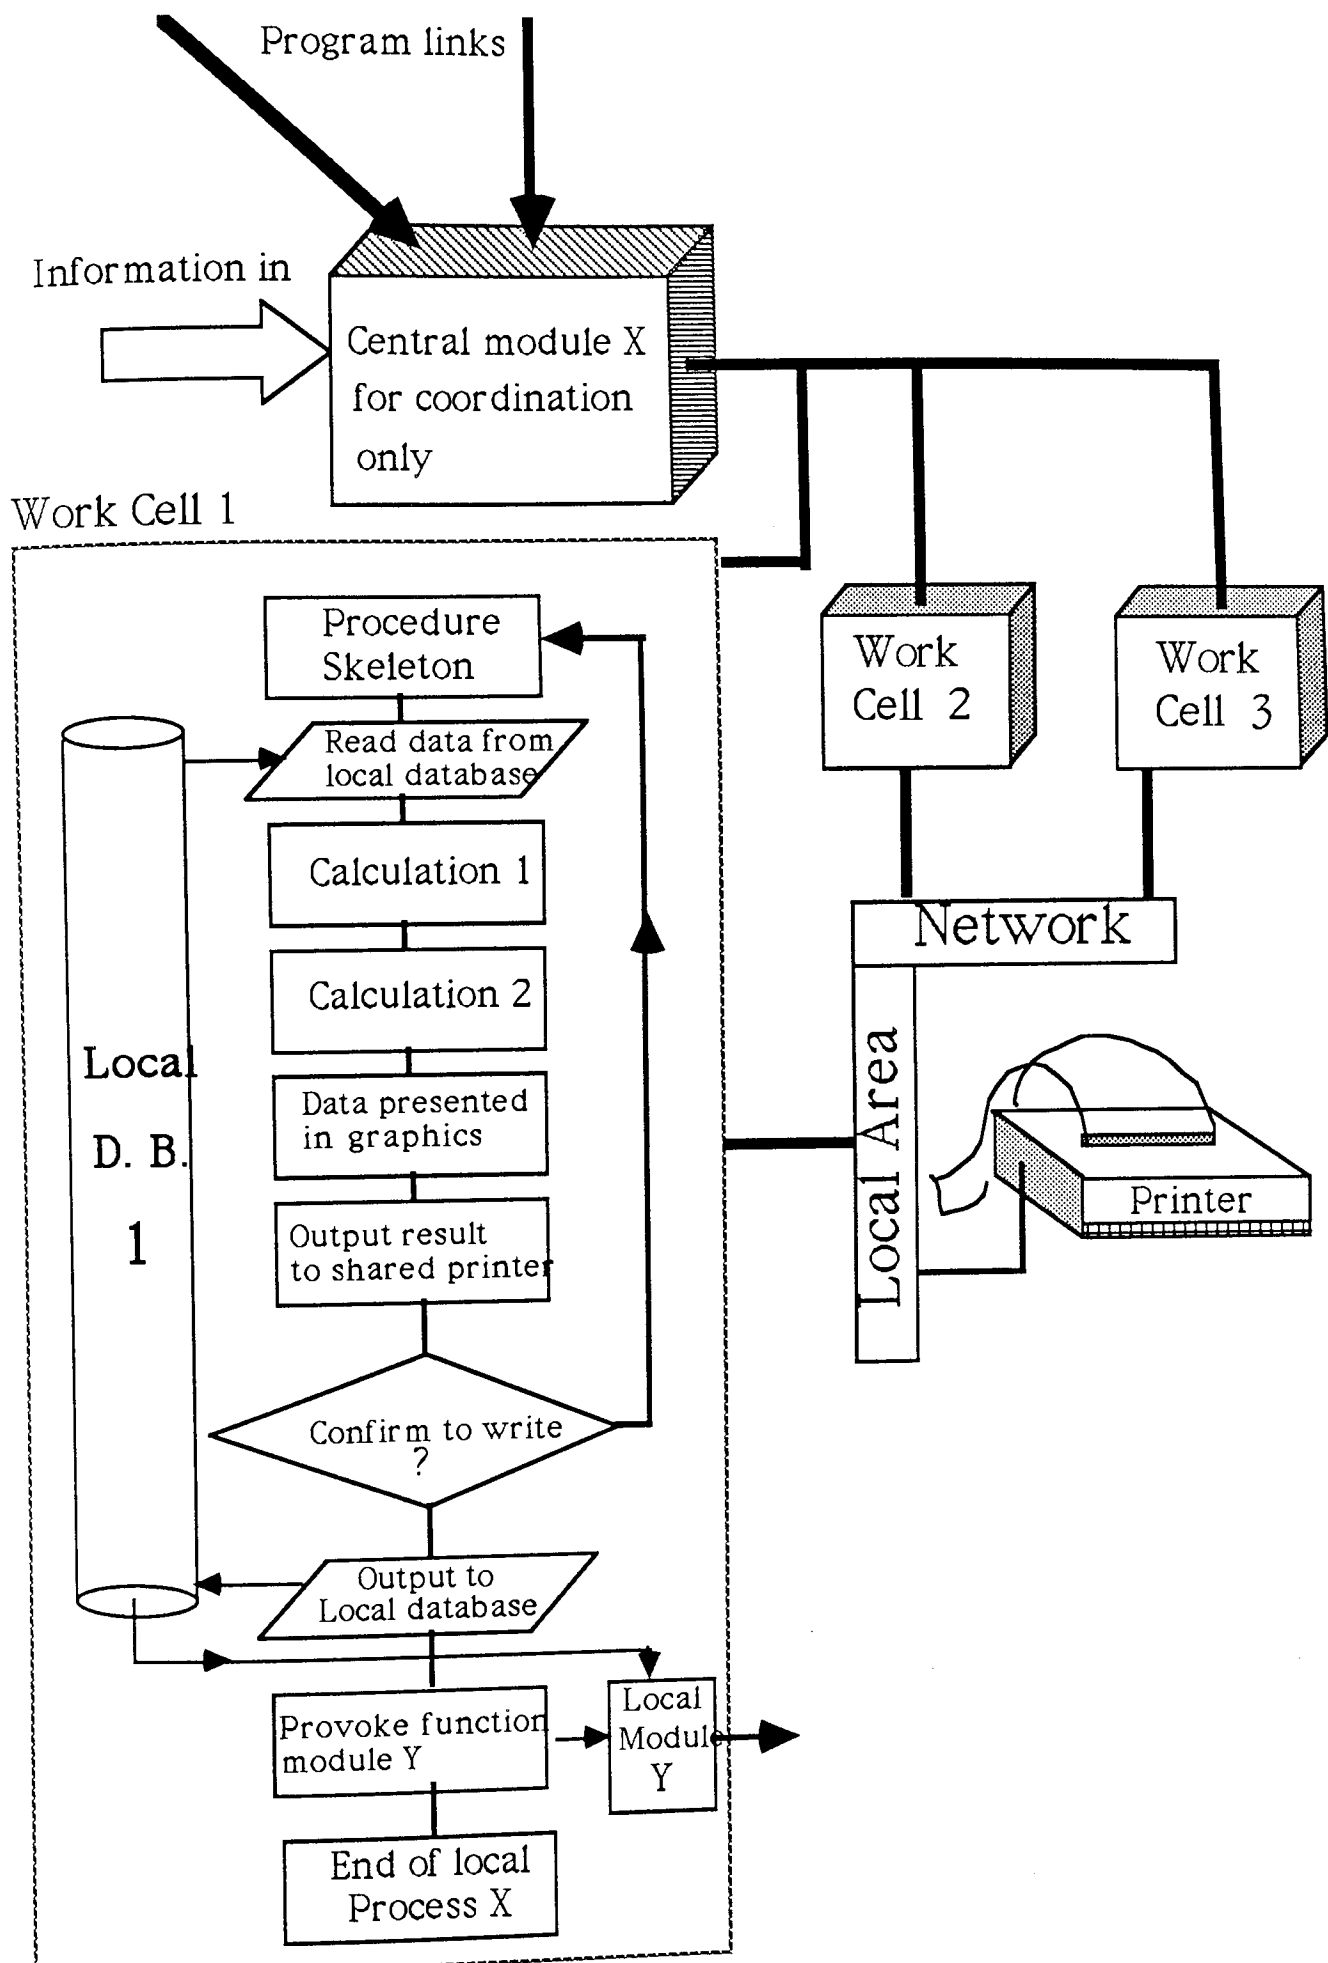 Program links
Information in
Central module X
for coordination
only
Work Cell 1
Procedure
Skeleton
Read data from
local database
Calculation 1
Calculation 2
Data presented
in graphics
Output result
to shared printer
Confirm to write
?
Output to
Local database
Provoke function
module Y
End of local
Process X
Local
D. B.
1
Local
Module
Y
Work
Cell 2
Work
Cell 3
Network
Local Area
Printer